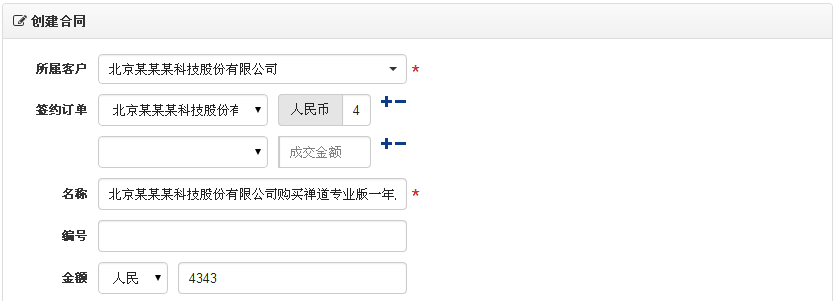 创建合同
所属客户 北京某某某科技股份有限公司 *
签约订单 北京某某某科技股份有 人民币 4
成交金额
名称 北京某某某科技股份有限公司购买禅道专业版一年, *
编号
金额 人民 4343